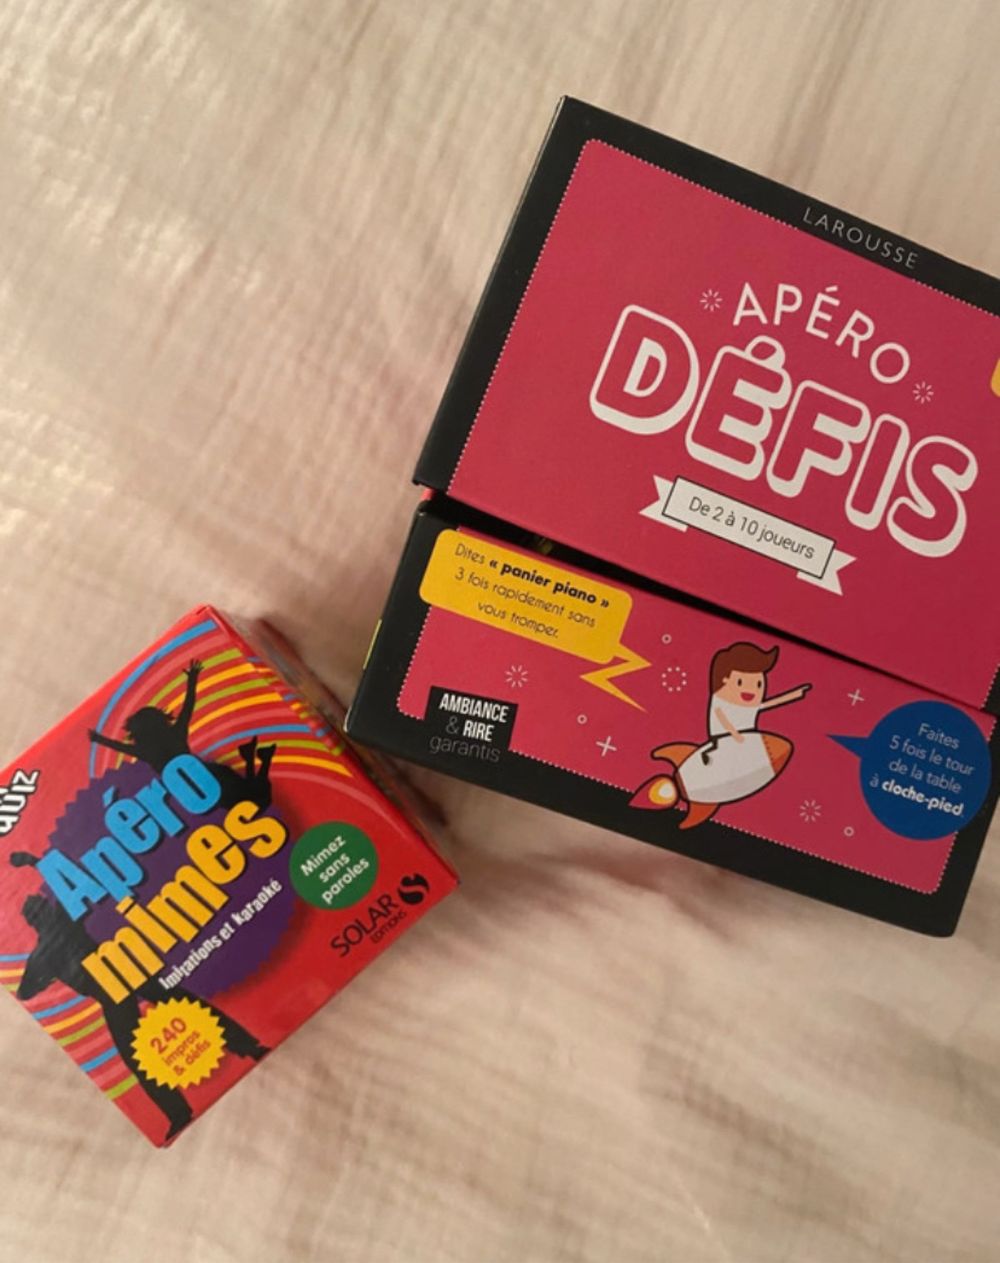 LAROUSSE
APÉRO
DÉFIS
De 2 à 10 joueurs
Dites « panier piano »
3 fois rapidement sans
vous tromper.
AMBIANCE
& RIRE
garantis
Faites
5 fois le tour
de la table
à cloche-pied.
QUIZ
Apéro
mimes
Imitations et karaoké
Mimez
sans
paroles
SOLAR
EDITIONS
240
impros
& défis